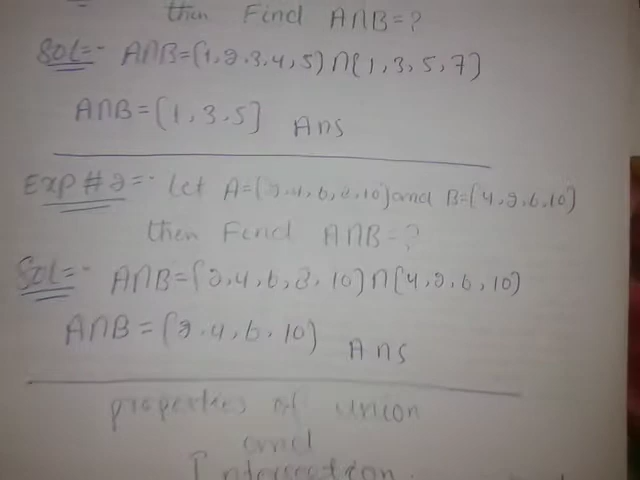 then Find A∩B=?
Sol=- A∩B={1,2,3,4,5}∩{1,3,5,7}
A∩B={1,3,5} Ans
Exp#2=- Let A={2,4,6,8,10} and B={4,2,6,10}
then Find A∩B=?
Sol=- A∩B={2,4,6,8,10}∩{4,2,6,10}
A∩B={2,4,6,10} Ans
properties of union
and
Intersection